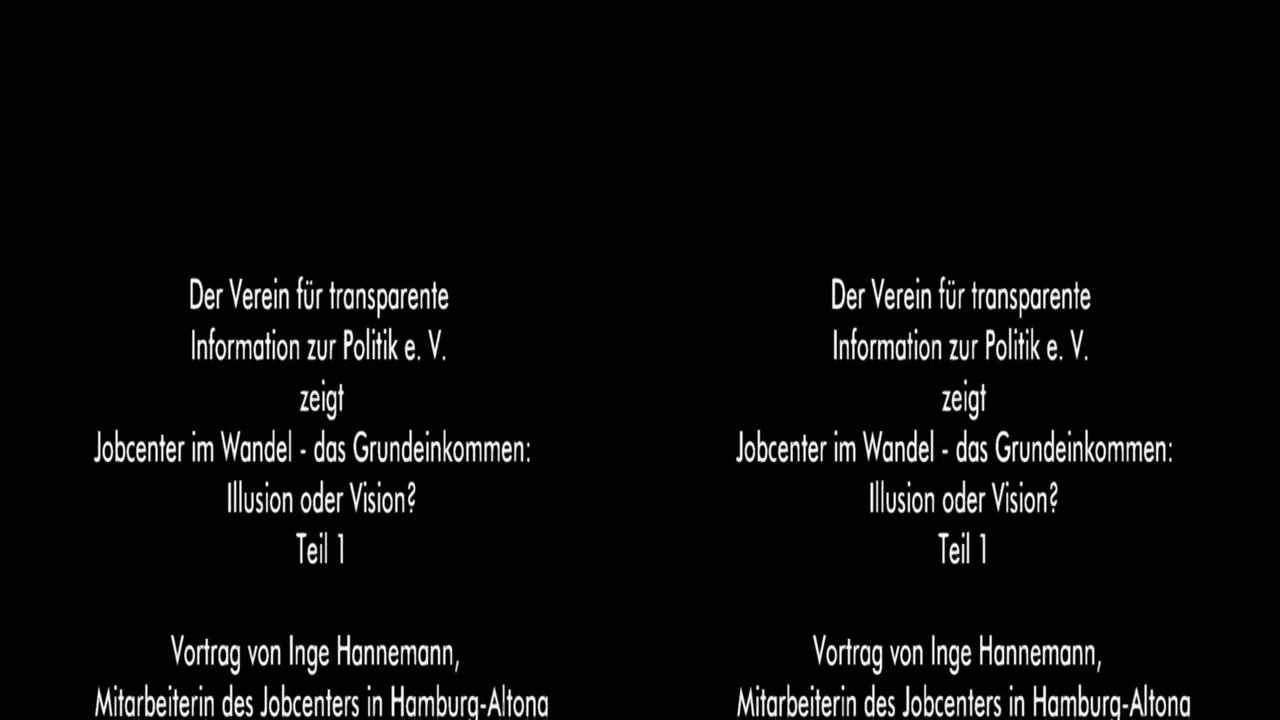 Der Verein für transparente
Information zur Politik e. V.
zeigt
Jobcenter im Wandel - das Grundeinkommen:
Illusion oder Vision?
Teil 1
Vortrag von Inge Hannemann,
Mitarbeiterin des Jobcenters in Hamburg-Altona
Der Verein für transparente
Information zur Politik e. V.
zeigt
Jobcenter im Wandel - das Grundeinkommen:
Illusion oder Vision?
Teil 1
Vortrag von Inge Hannemann,
Mitarbeiterin des Jobcenters in Hamburg-Altona